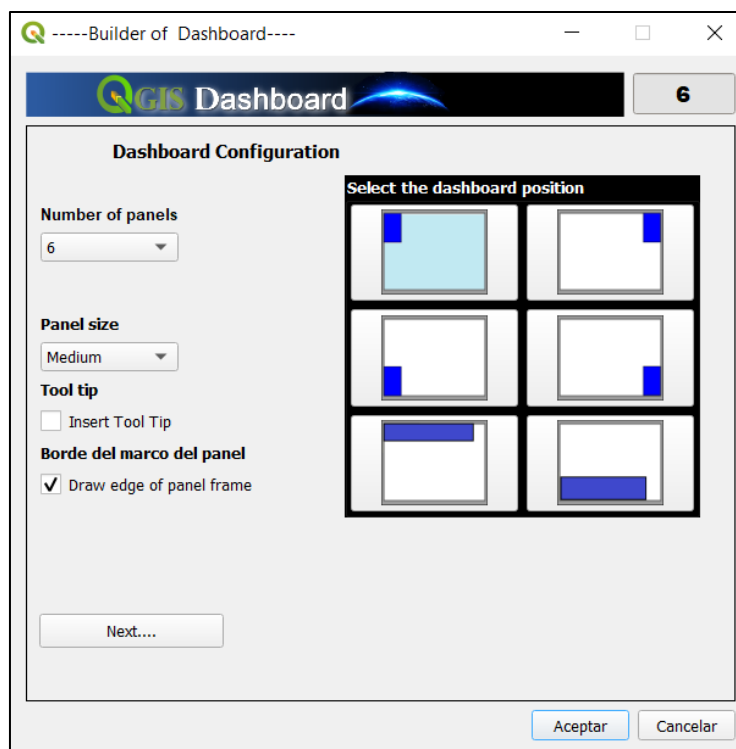 -----Builder of  Dashboard----
QGIS Dashboard
6
Dashboard Configuration
Select the dashboard position
Number of panels
6
Panel size
Medium
Tool tip
Insert Tool Tip
Borde del marco del panel
Draw edge of panel frame
Next....
Aceptar
Cancelar